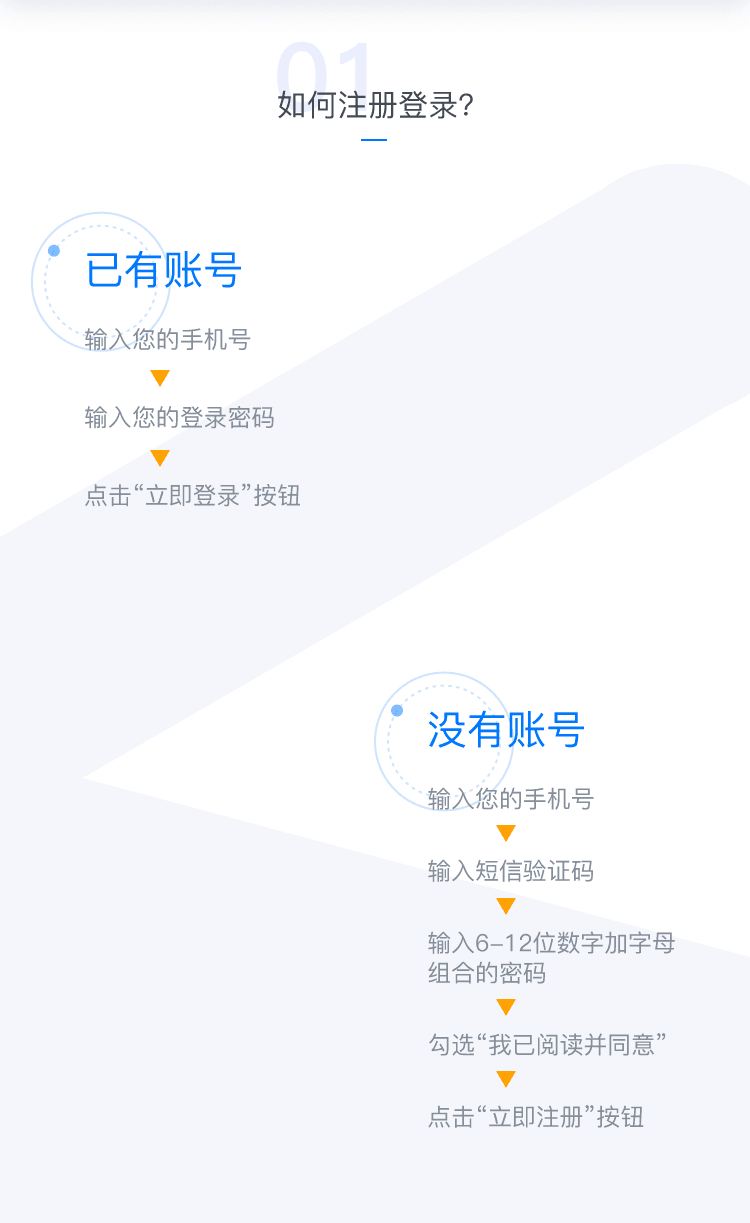 01
如何注册登录?
已有账号
输入您的手机号
输入您的登录密码
点击“立即登录”按钮
没有账号
输入您的手机号
输入短信验证码
输入6-12位数字加字母
组合的密码
勾选“我已阅读并同意”
点击“立即注册”按钮